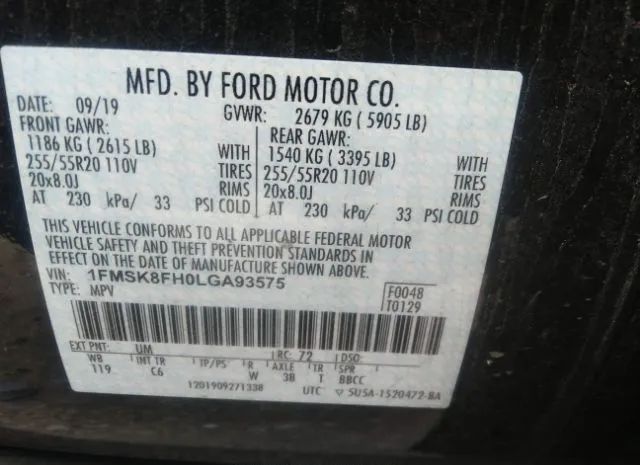 MFD. BY FORD MOTOR CO.
DATE: 09/19 GVWR: 2679 KG ( 5905 LB)
FRONT GAWR: REAR GAWR:
1186 KG ( 2615 LB) WITH 1540 KG ( 3395 LB) WITH
255/55R20 110V TIRES 255/55R20 110V TIRES
20x8.0J RIMS 20x8.0J RIMS
AT 230 kPa/ 33 PSI COLD AT 230 kPa/ 33 PSI COLD
THIS VEHICLE CONFORMS TO ALL APPLICABLE FEDERAL MOTOR
VEHICLE SAFETY AND THEFT PREVENTION STANDARDS IN
EFFECT ON THE DATE OF MANUFACTURE SHOWN ABOVE.
VIN: 1FMSK8FH0LGA93575
TYPE: MPV
F0048
T0129
EXT PNT: UM RC: 72 DSO:
WB INT TR TP/PS R AXLE TR SPR
119 C6 W 3B T BBCC
1201909271338 UTC ▽ 5U5A-1520472-BA